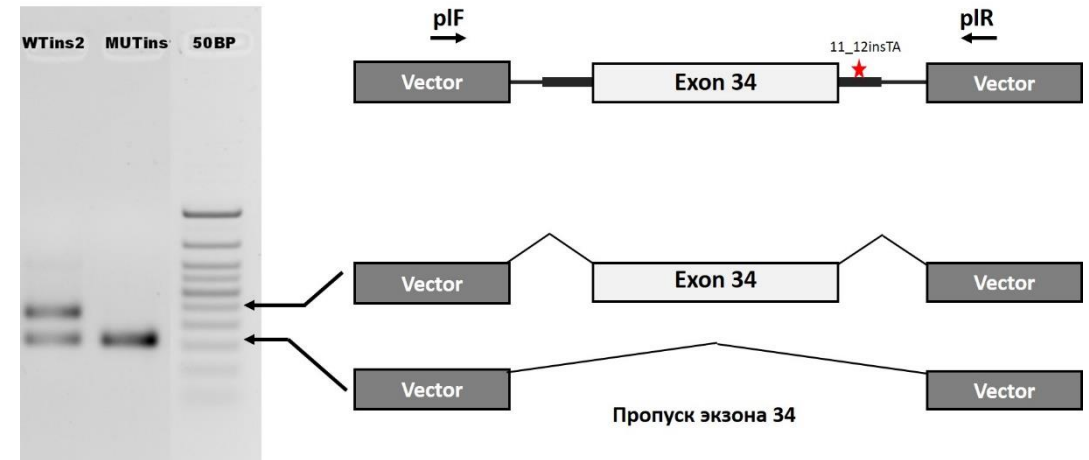 WTins2 MUTins 50BP
plF plR
11_12insTA
Vector Exon 34 Vector
Vector Exon 34 Vector
Vector Vector
Пропуск экзона 34